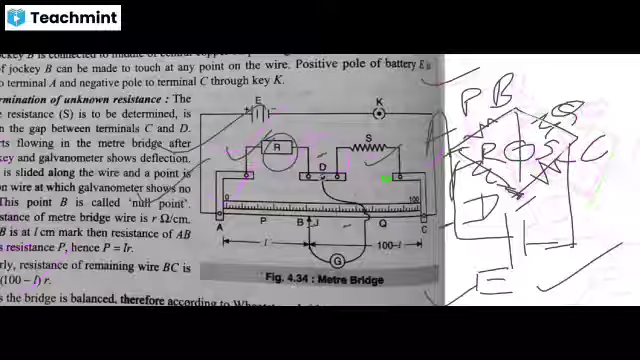 Teachmint
ockey B is connected to middle of central
of jockey B can be made to touch at any point on the wire. Positive pole of battery E is
o terminal A and negative pole to terminal C through key K.
ermination of unknown resistance : The
e resistance (S) is to be determined, is
n the gap between terminals C and D.
rts flowing in the metre bridge after
key and galvanometer shows deflection.
is slided along the wire and a point is
on wire at which galvanometer shows no
This point B is called 'null point'.
stance of metre bridge wire is r Ω/cm.
B is at l cm mark then resistance of AB
s resistance P, hence P = lr.
rly, resistance of remaining wire BC is
(100 – l) r.
s the bridge is balanced, therefore according to
E
+ –
K
R
S
D
0
100
A
P
B
J
Q
C
l
100-l
G
Fig. 4.34 : Metre Bridge
P B
Q
R S C
D
E